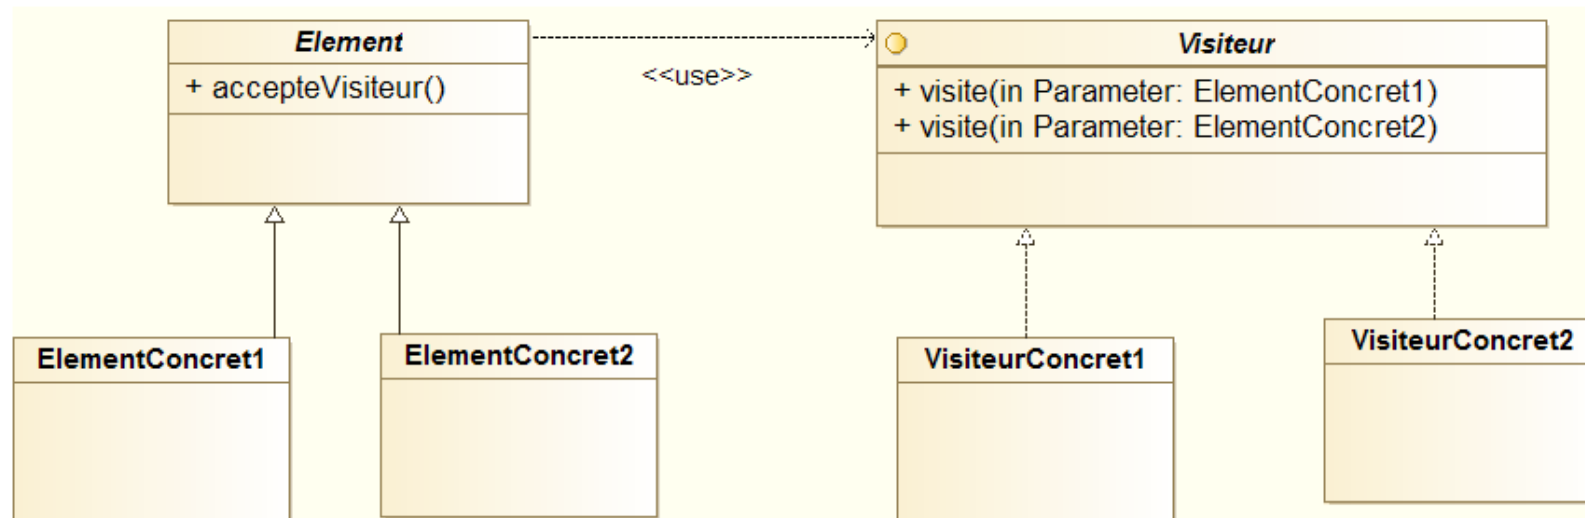 Element
+ accepteVisiteur()
<<use>>
Visiteur
+ visite(in Parameter: ElementConcret1)
+ visite(in Parameter: ElementConcret2)
ElementConcret1
ElementConcret2
VisiteurConcret1
VisiteurConcret2